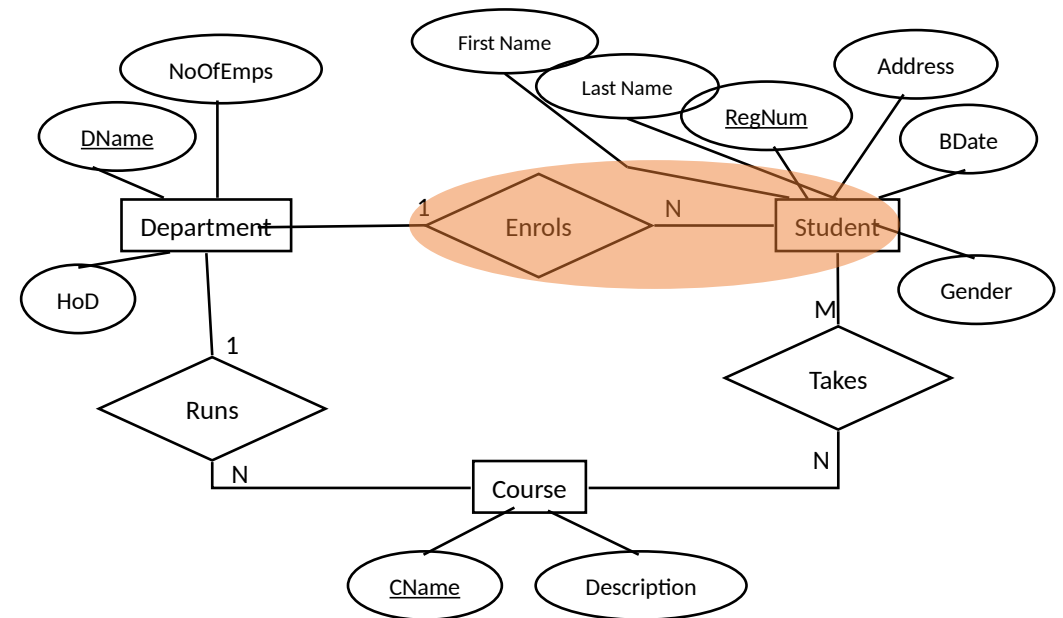 First Name
NoOfEmps
Address
Last Name
RegNum
DName
BDate
1
N
Department
Enrols
Student
HoD
Gender
M
1
Takes
Runs
N
N
Course
CName
Description